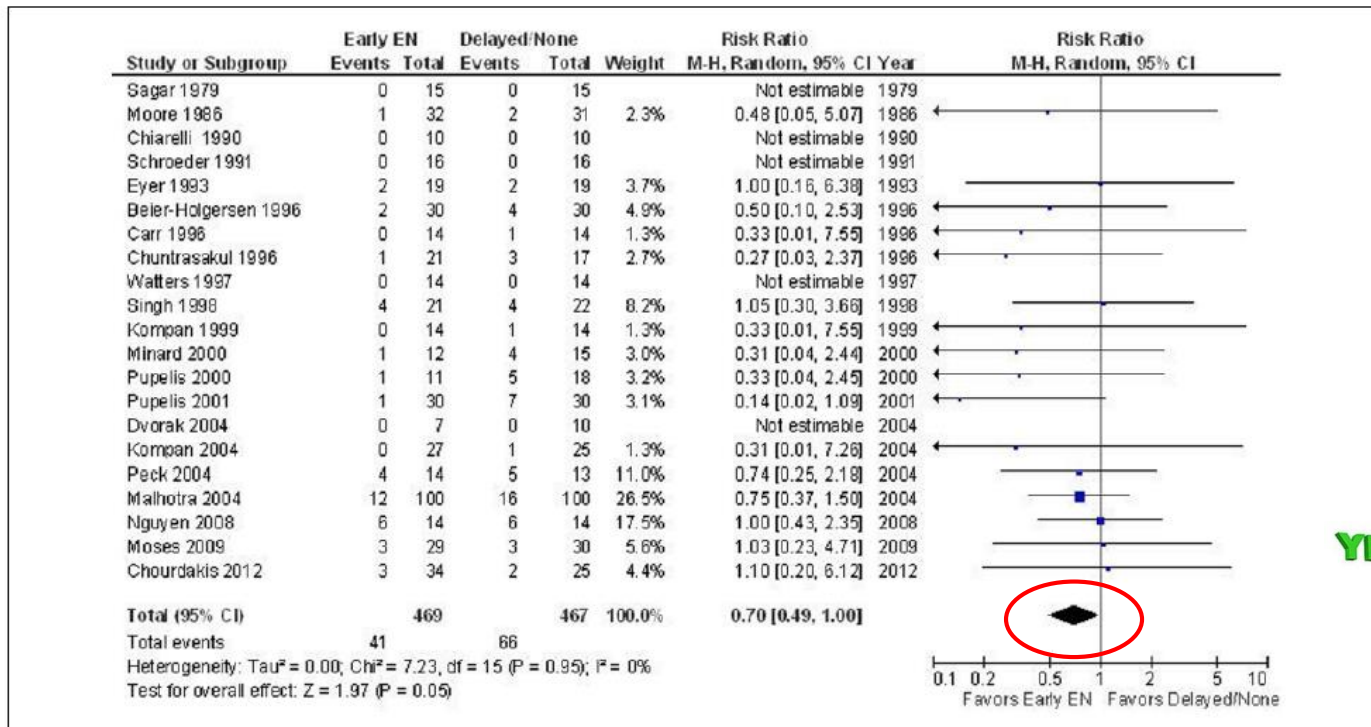 Early EN Delayed/None Risk Ratio Risk Ratio
Study or Subgroup Events Total Events Total Weight M-H, Random, 95% CI Year M-H, Random, 95% CI
Sagar 1979 0 15 0 15 Not estimable 1979
Moore 1986 1 32 2 31 2.3% 0.48 [0.05, 5.07] 1986
Chiarelli 1990 0 10 0 10 Not estimable 1990
Schroeder 1991 0 16 0 16 Not estimable 1991
Eyer 1993 2 19 2 19 3.7% 1.00 [0.16, 6.38] 1993
Beier-Holgersen 1996 2 30 4 30 4.9% 0.50 [0.10, 2.53] 1996
Carr 1996 0 14 1 14 1.3% 0.33 [0.01, 7.55] 1996
Chuntrasakul 1996 1 21 3 17 2.7% 0.27 [0.03, 2.37] 1996
Watters 1997 0 14 0 14 Not estimable 1997
Singh 1998 4 21 4 22 8.2% 1.05 [0.30, 3.66] 1998
Kompan 1999 0 14 1 14 1.3% 0.33 [0.01, 7.55] 1999
Minard 2000 1 12 4 15 3.0% 0.31 [0.04, 2.44] 2000
Pupelis 2000 1 11 5 18 3.2% 0.33 [0.04, 2.45] 2000
Pupelis 2001 1 30 7 30 3.1% 0.14 [0.02, 1.09] 2001
Dvorak 2004 0 7 0 10 Not estimable 2004
Kompan 2004 0 27 1 25 1.3% 0.31 [0.01, 7.26] 2004
Peck 2004 4 14 5 13 11.0% 0.74 [0.25, 2.18] 2004
Malhotra 2004 12 100 16 100 26.5% 0.75 [0.37, 1.50] 2004
Nguyen 2008 6 14 6 14 17.5% 1.00 [0.43, 2.35] 2008
Moses 2009 3 29 3 30 5.6% 1.03 [0.23, 4.71] 2009
Chourdakis 2012 3 34 2 25 4.4% 1.10 [0.20, 6.12] 2012
Total (95% CI) 469 467 100.0% 0.70 [0.49, 1.00]
Total events 41 66
Heterogeneity: Tau² = 0.00; Chi² = 7.23, df = 15 (P = 0.95); I² = 0%
Test for overall effect: Z = 1.97 (P = 0.05)
0.1 0.2 0.5 1 2 5 10
Favors Early EN Favors Delayed/None